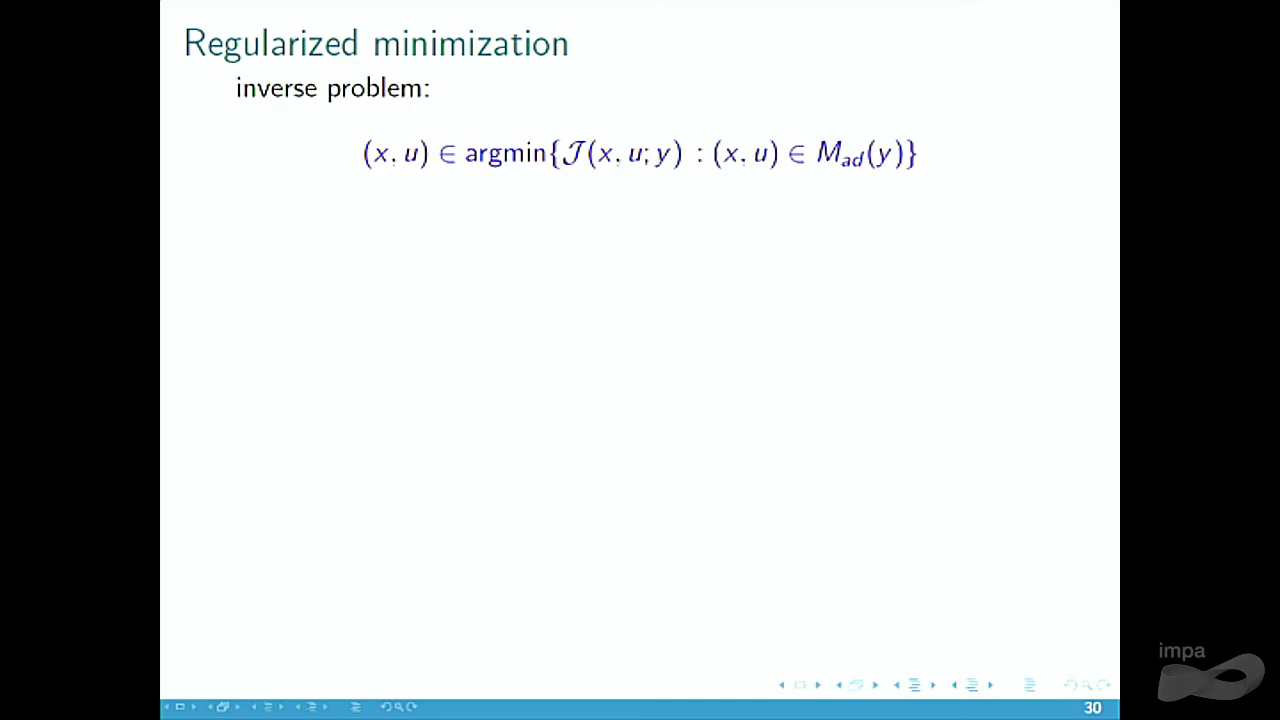 Regularized minimization
inverse problem:
(x, u) ∈ argmin{𝒥(x, u; y) : (x, u) ∈ M_ad(y)}
impa
30